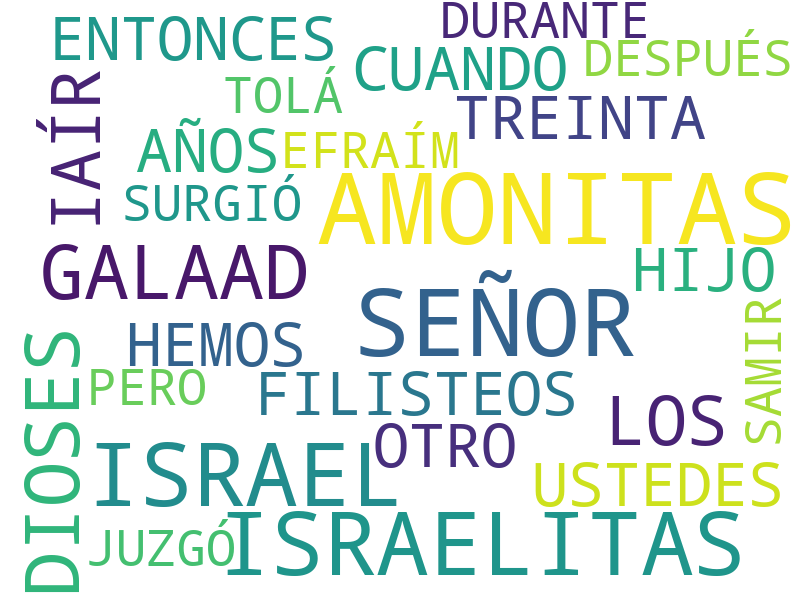 DURANTE
ENTONCES
CUANDO
DESPUÉS
IAÍR
TOLÁ
TREINTA
AÑOS
EFRAÍM
SURGIÓ
AMONITAS
GALAAD
HIJO
SEÑOR
HEMOS
SAMIR
DIOSES
PERO
FILISTEOS
LOS
OTRO
ISRAEL
USTEDES
JUZGÓ
ISRAELITAS